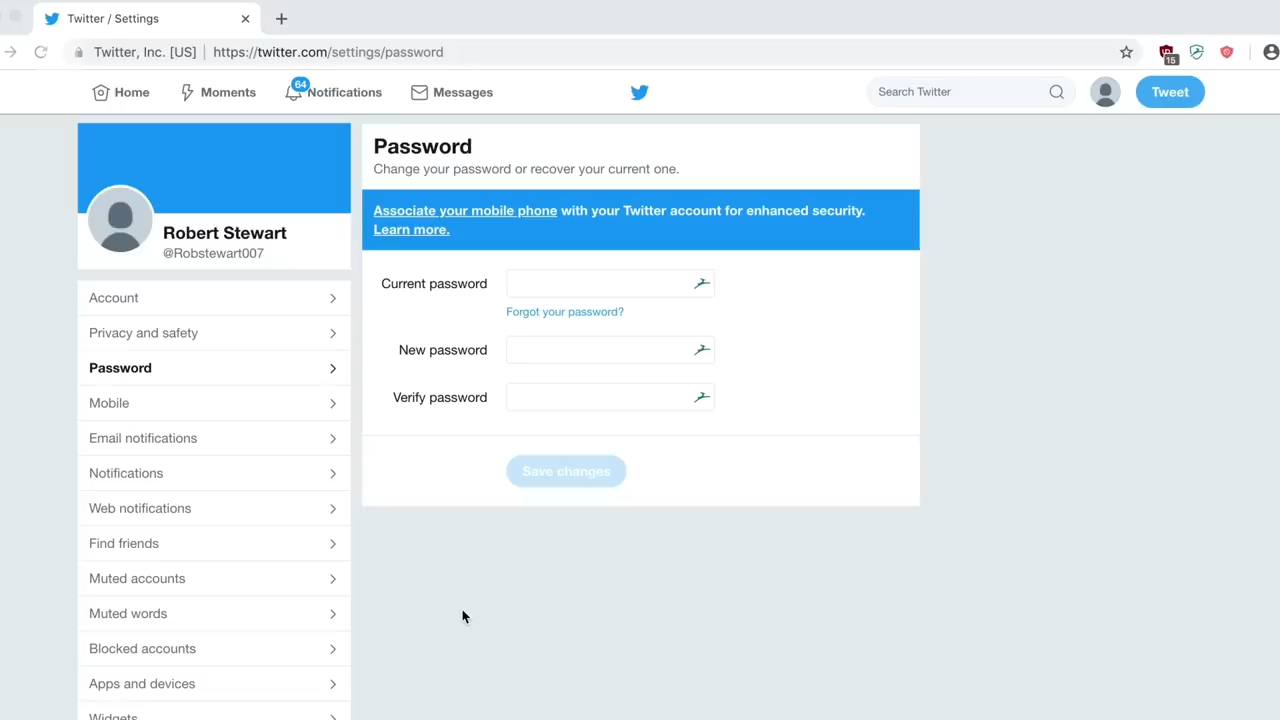 Twitter / Settings
Twitter, Inc. [US] | https://twitter.com/settings/password
15
Home
Moments
64
Notifications
Messages
Search Twitter
Tweet
Robert Stewart
@Robstewart007
Account
Privacy and safety
Password
Mobile
Email notifications
Notifications
Web notifications
Find friends
Muted accounts
Muted words
Blocked accounts
Apps and devices
Widgets
Password
Change your password or recover your current one.
Associate your mobile phone with your Twitter account for enhanced security.
Learn more.
Current password
Forgot your password?
New password
Verify password
Save changes